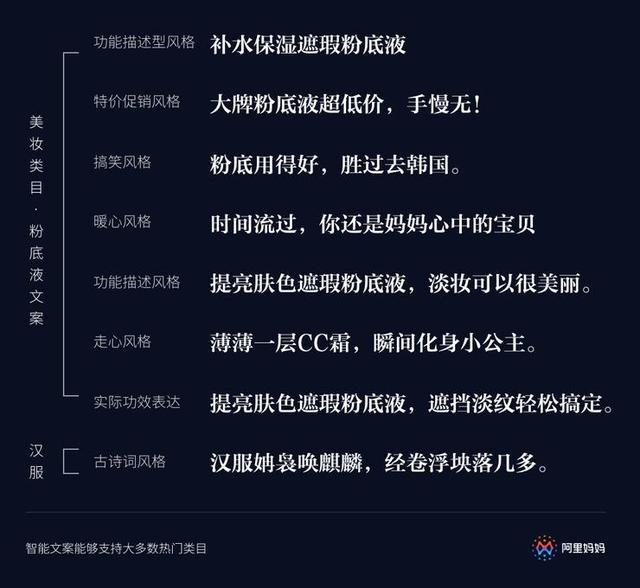 功能描述型风格 补水保湿遮瑕粉底液
特价促销风格 大牌粉底液超低价，手慢无！
搞笑风格 粉底用得好，胜过去韩国。
暖心风格 时间流过，你还是妈妈心中的宝贝
美妆类目·粉底液文案
功能描述风格 提亮肤色遮瑕粉底液，淡妆可以很美丽。
走心风格 薄薄一层CC霜，瞬间化身小公主。
实际功效表达 提亮肤色遮瑕粉底液，遮挡淡纹轻松搞定。
汉服
古诗词风格 汉服妠袅唤麒麟，经卷浮坱落几多。
智能文案能够支持大多数热门类目
阿里妈妈